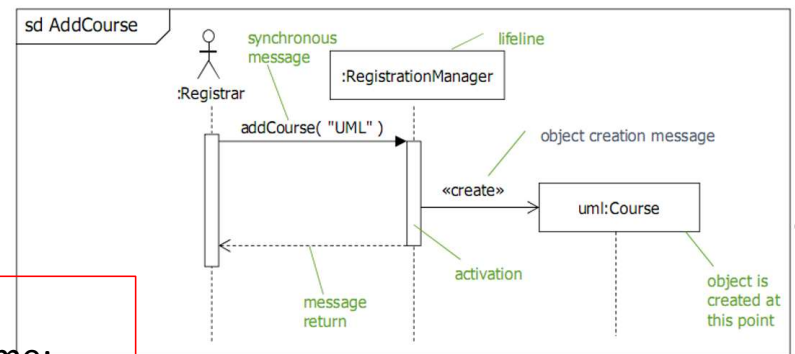 sd AddCourse
synchronous
message
lifeline
:RegistrationManager
:Registrar
addCourse( "UML" )
object creation message
«create»
uml:Course
activation
object is
created at
this point
message
return